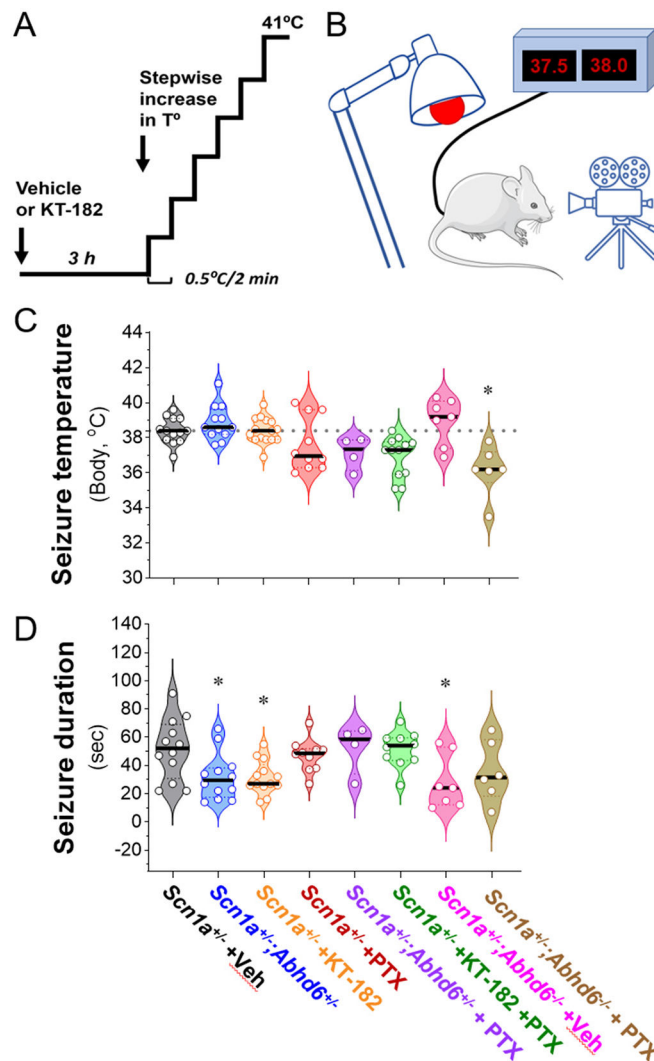 A
41°C
Stepwise
increase
in Tº
Vehicle
or KT-182
3 h
0.5°C/2 min
B
37.5 38.0
C
Seizure temperature
(Body, °C)
44
42
40
38
36
34
32
30
*
D
Seizure duration
(sec)
140
120
100
80
60
40
20
0
-20
* * *
Scn1a+/- +Veh
Scn1a+/-;Abhd6+/-
Scn1a+/- +KT-182
Scn1a+/- +PTX
Scn1a+/-;Abhd6+/- + PTX
Scn1a+/- +KT-182 +PTX
Scn1a+/-;Abhd6-/- +Veh
Scn1a+/-;Abhd6-/- + PTX